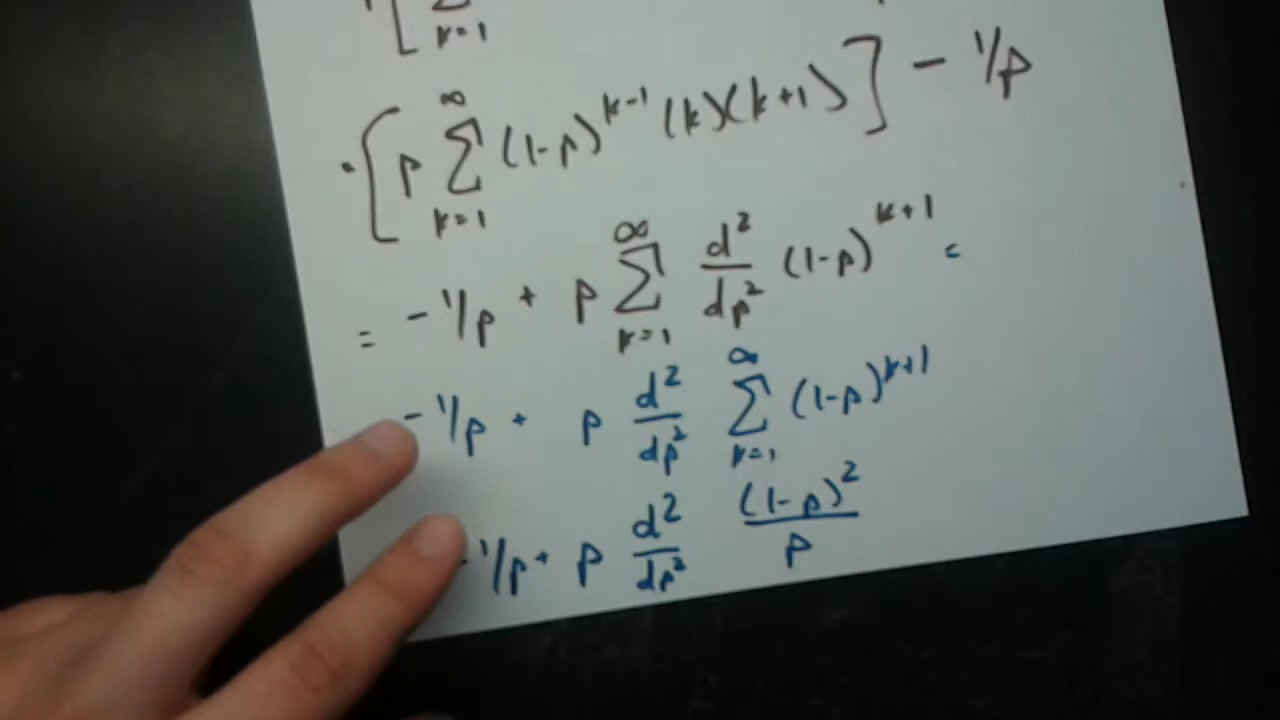 [ Σ k=1
· [ p ∞ Σ k=1 (1-p)^{k-1} (k)(k+1) ] - 1/p
= - 1/p + p ∞ Σ k=1 d²/dp² (1-p)^{k+1} =
- 1/p + p d²/dp² ∞ Σ k=1 (1-p)^{k+1}
- 1/p + p d²/dp² (1-p)²/p